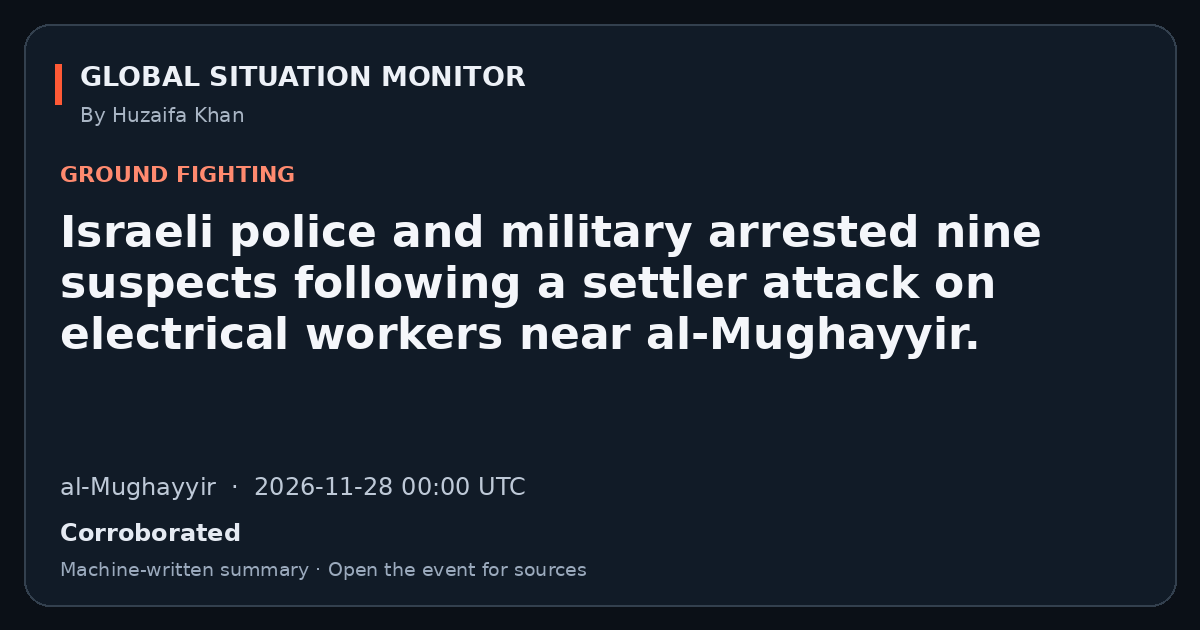 GLOBAL SITUATION MONITOR
By Huzaifa Khan
GROUND FIGHTING
Israeli police and military arrested nine
suspects following a settler attack on
electrical workers near al-Mughayyir.
al-Mughayyir · 2026-11-28 00:00 UTC
Corroborated
Machine-written summary · Open the event for sources